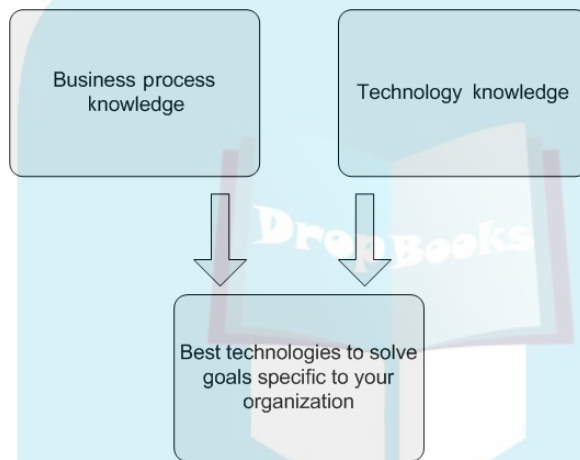 Business process
knowledge
Technology knowledge
DropBooks
Best technologies to solve
goals specific to your
organization